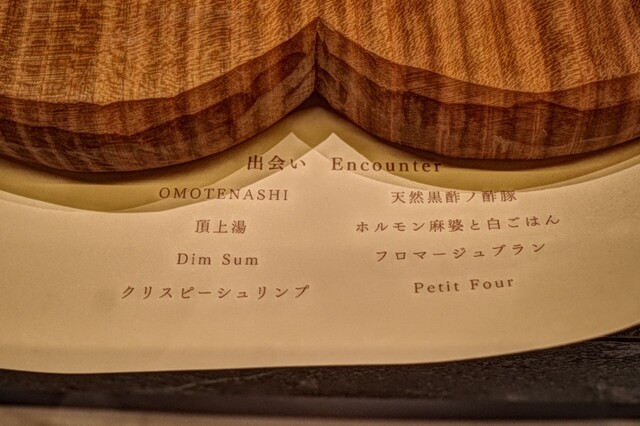 出会い Encounter
OMOTENASHI
頂上湯
Dim Sum
クリスピーシュリンプ
天然黒酢ノ酢豚
ホルモン麻婆と白ごはん
フロマージュブラン
Petit Four